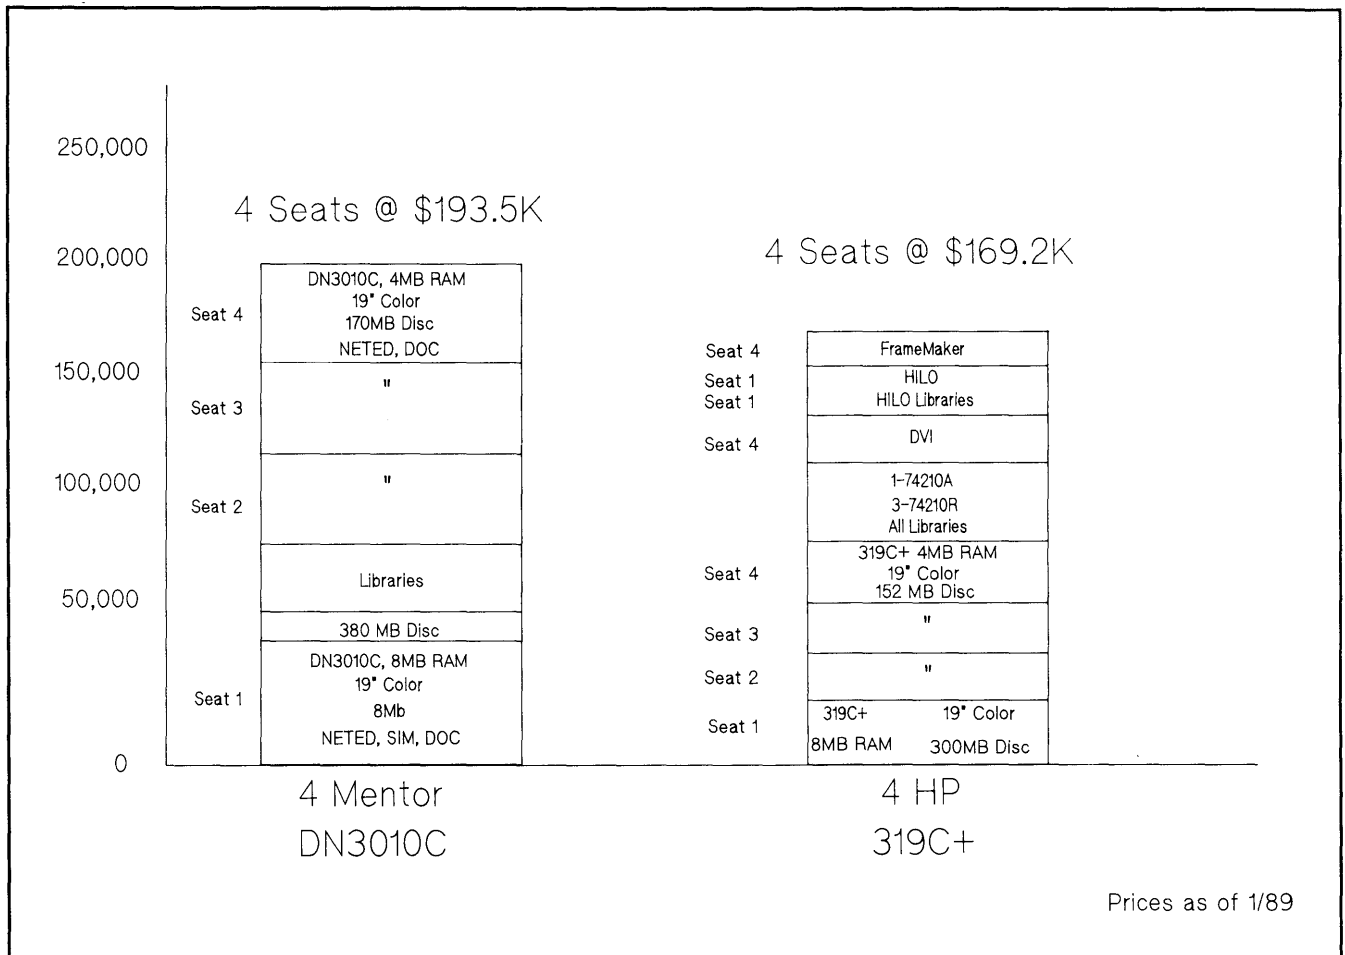 250,000
200,000
150,000
100,000
50,000
0
4 Seats @ $193.5K
Seat 4
DN3010C, 4MB RAM
19" Color
170MB Disc
NETED, DOC
Seat 3
"
Seat 2
"
Libraries
380 MB Disc
Seat 1
DN3010C, 8MB RAM
19" Color
8Mb
NETED, SIM, DOC
4 Mentor
DN3010C
4 Seats @ $169.2K
Seat 4 FrameMaker
Seat 1 HILO
Seat 1 HILO Libraries
Seat 4 DVI
1-74210A
3-74210R
All Libraries
319C+ 4MB RAM
Seat 4 19" Color
152 MB Disc
Seat 3 "
Seat 2 "
Seat 1
319C+ 19" Color
8MB RAM 300MB Disc
4 HP
319C+
Prices as of 1/89